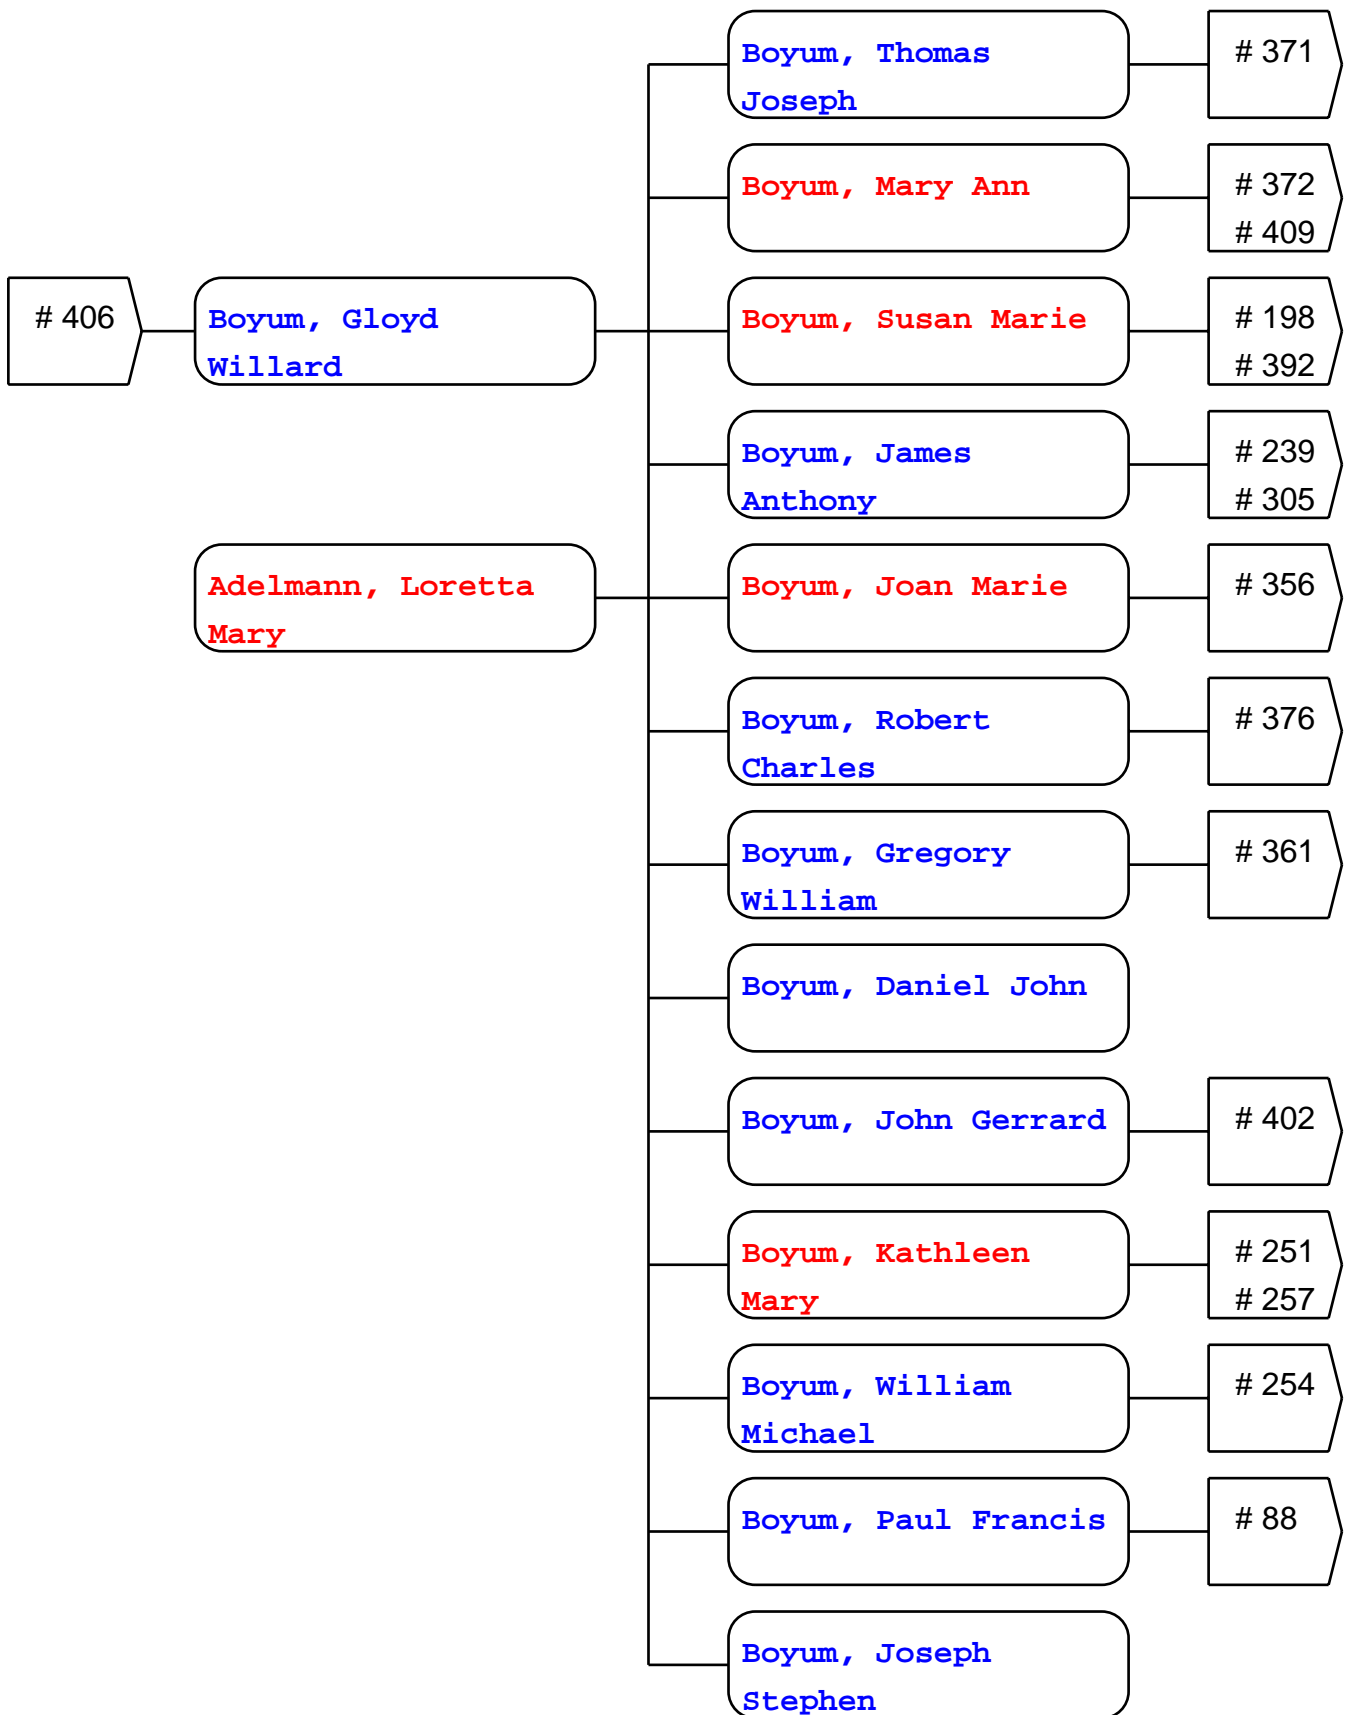 Boyum, Thomas
Joseph
# 371
Boyum, Mary Ann
# 372
# 409
# 406
Boyum, Gloyd
Willard
Boyum, Susan Marie
# 198
# 392
Boyum, James
Anthony
# 239
# 305
Adelmann, Loretta
Mary
Boyum, Joan Marie
# 356
Boyum, Robert
Charles
# 376
Boyum, Gregory
William
# 361
Boyum, Daniel John
Boyum, John Gerrard
# 402
Boyum, Kathleen
Mary
# 251
# 257
Boyum, William
Michael
# 254
Boyum, Paul Francis
# 88
Boyum, Joseph
Stephen